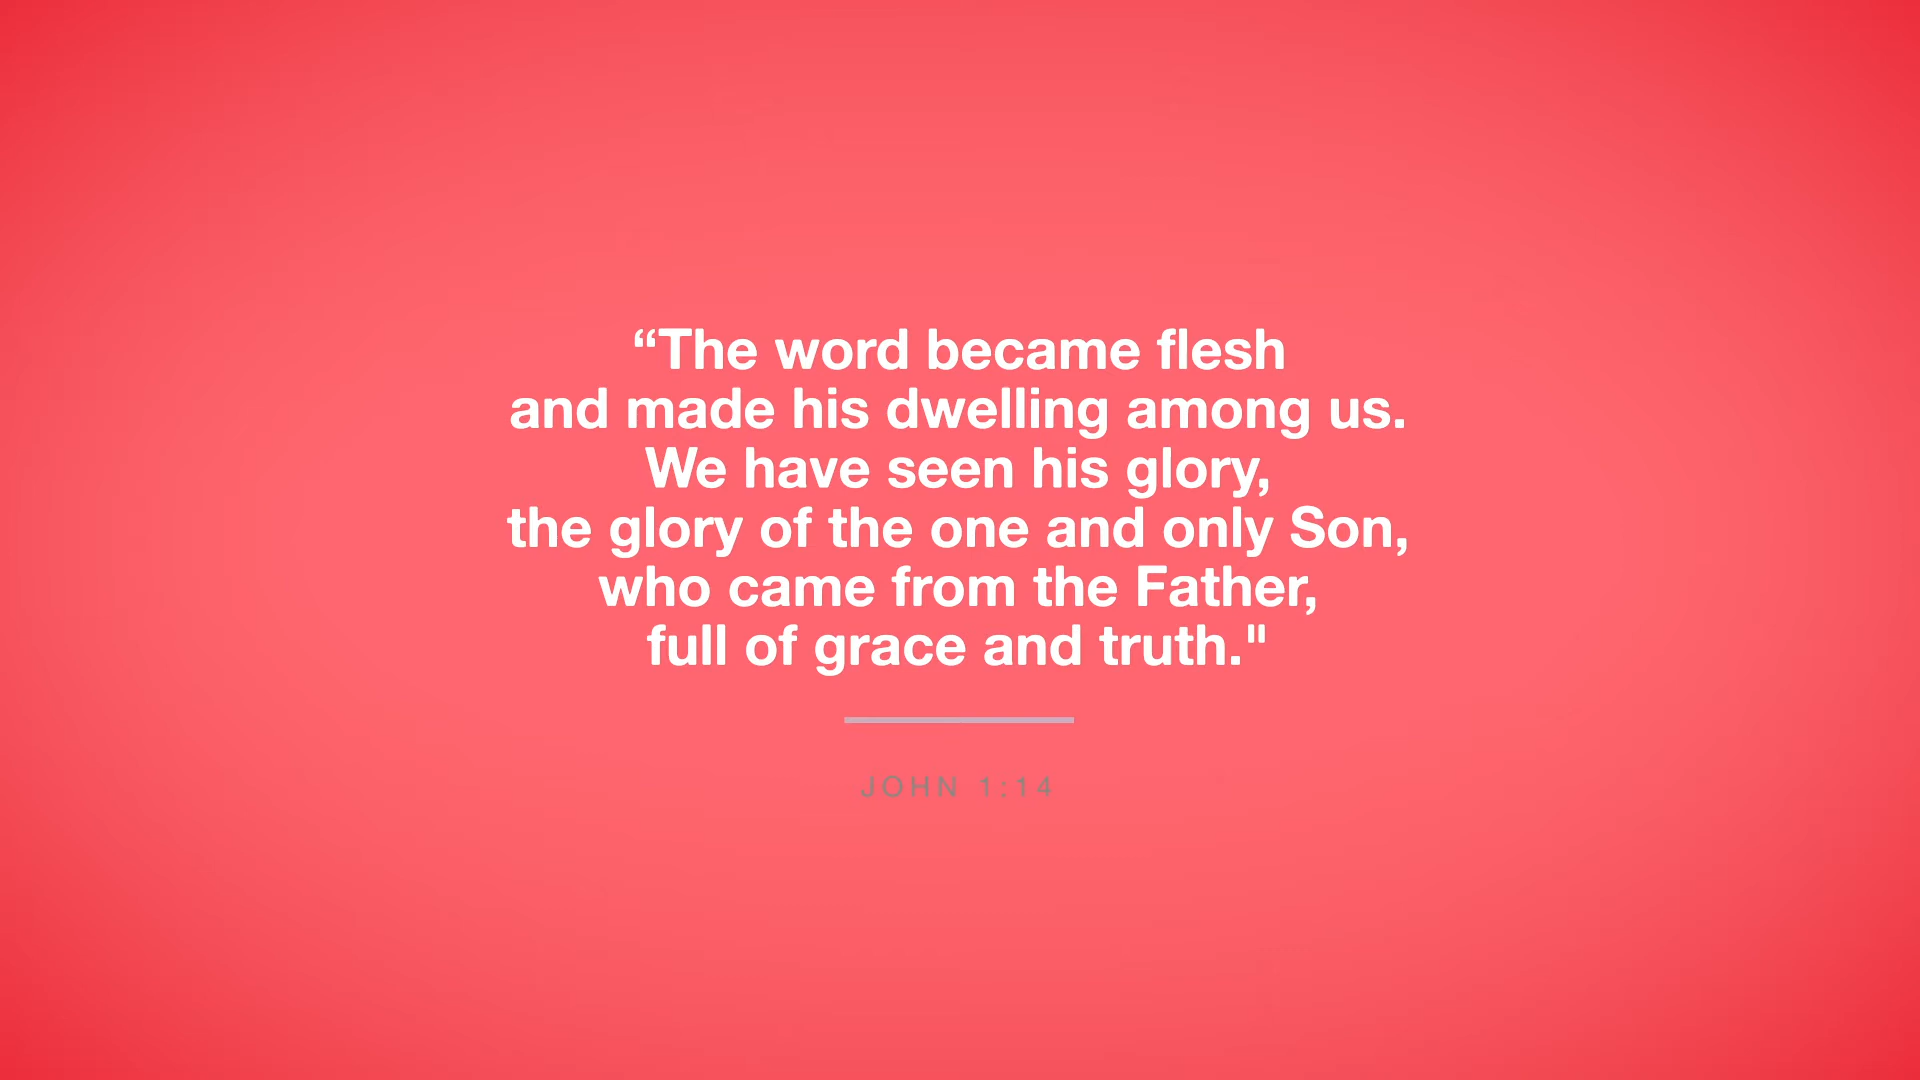 “The word became flesh
and made his dwelling among us.
We have seen his glory,
the glory of the one and only Son,
who came from the Father,
full of grace and truth."
JOHN 1:14